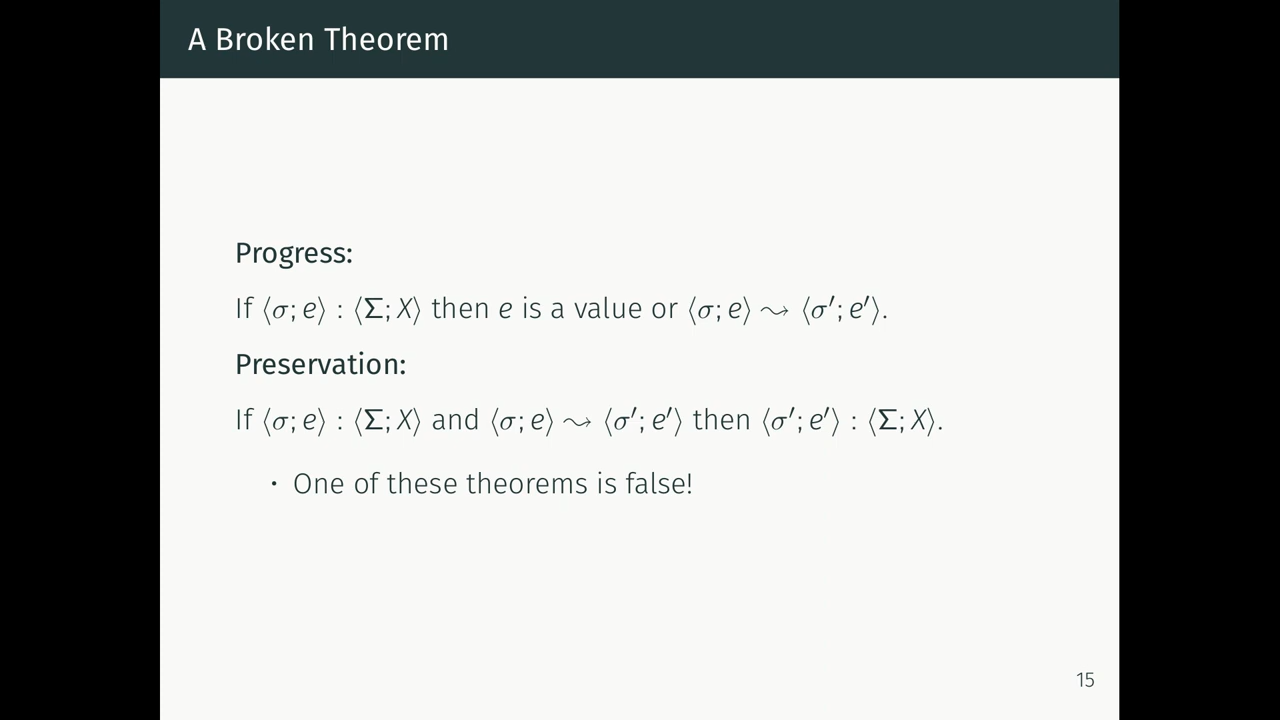 A Broken Theorem
Progress:
If ⟨σ; e⟩ : ⟨Σ; X⟩ then e is a value or ⟨σ; e⟩ ⇝ ⟨σ′; e′⟩.
Preservation:
If ⟨σ; e⟩ : ⟨Σ; X⟩ and ⟨σ; e⟩ ⇝ ⟨σ′; e′⟩ then ⟨σ′; e′⟩ : ⟨Σ; X⟩.
• One of these theorems is false!
15